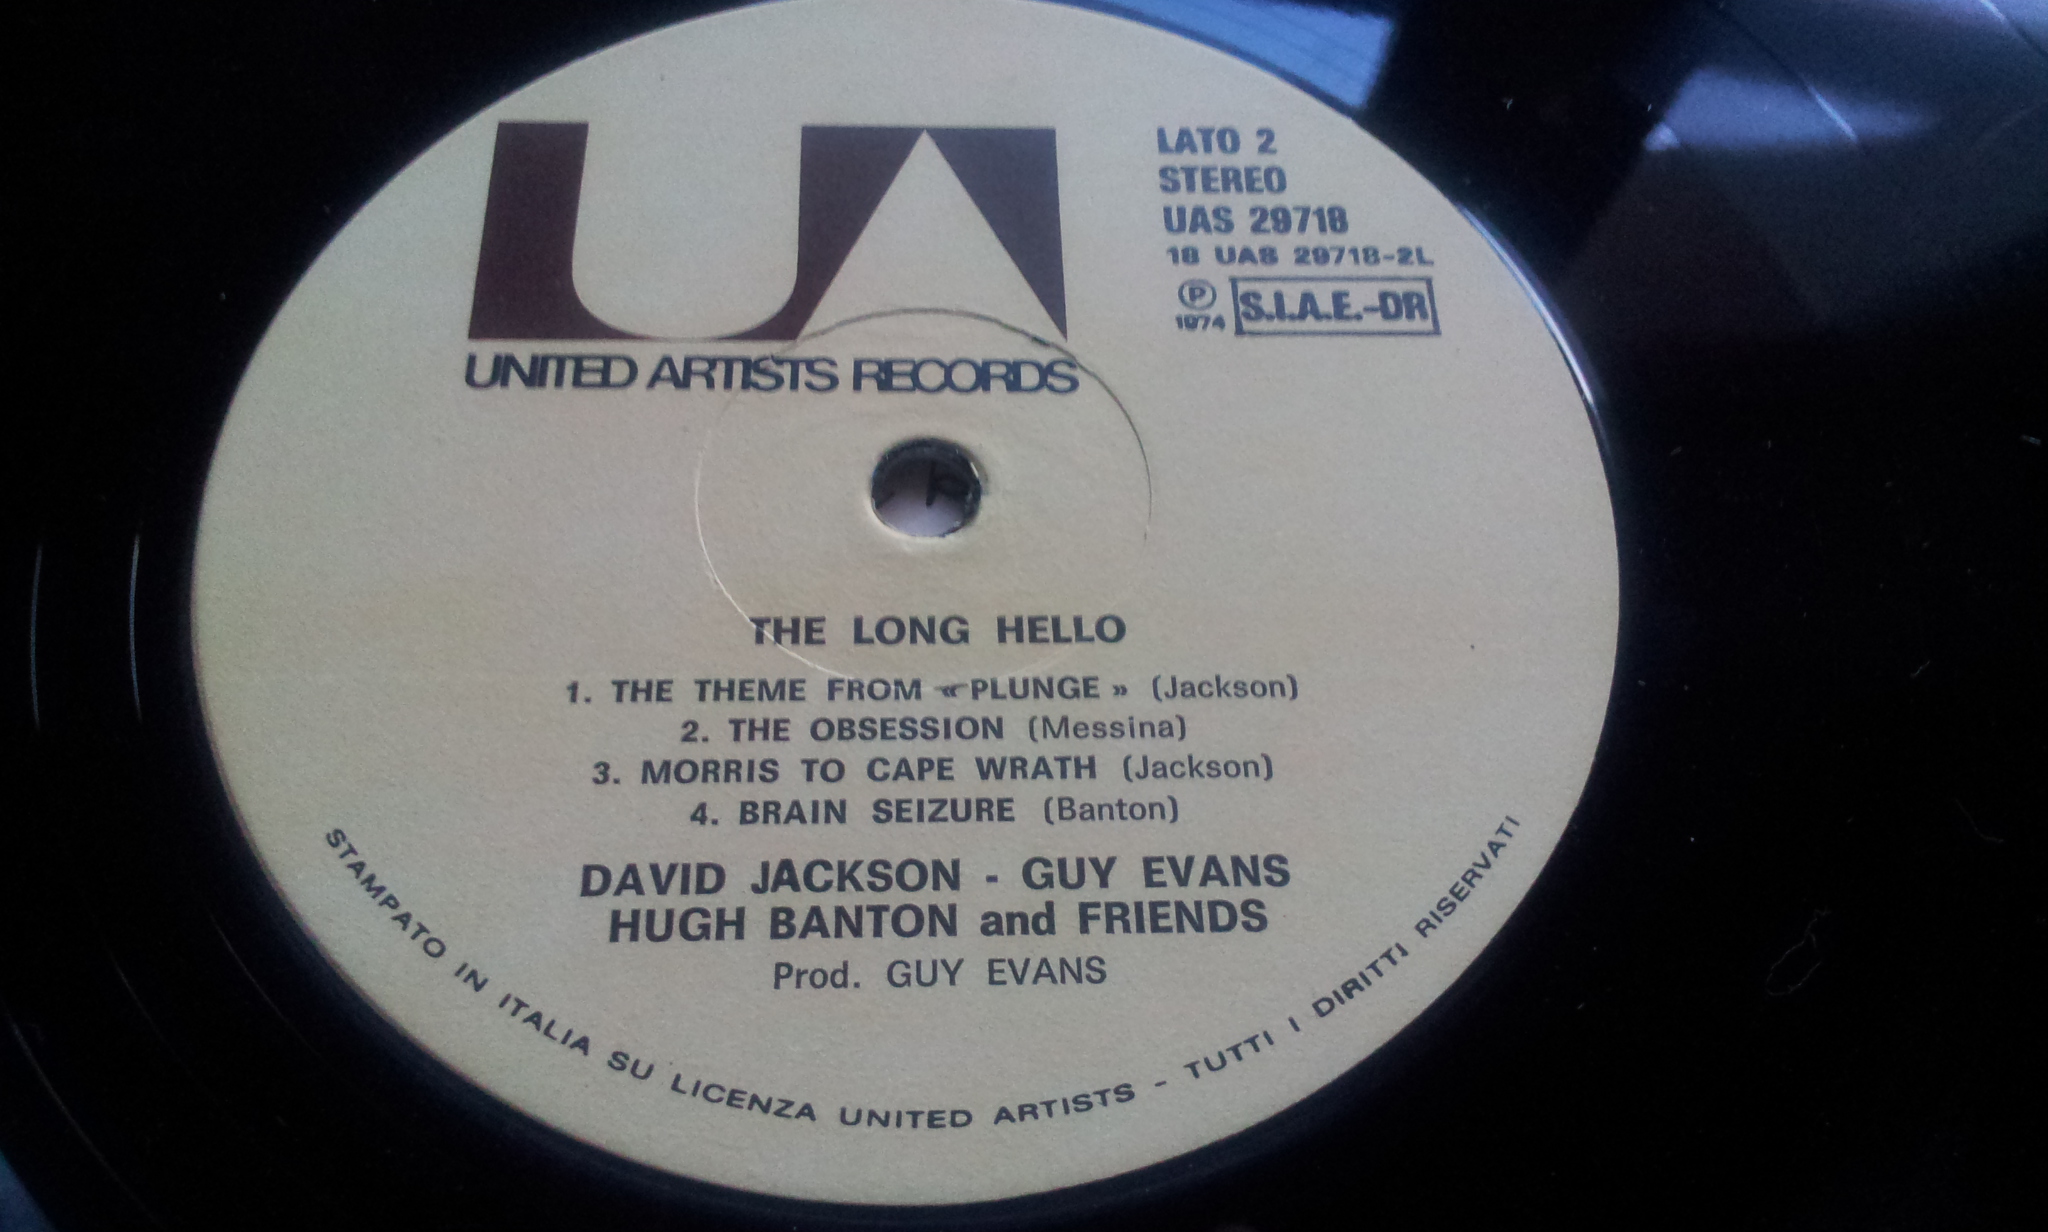 UA
UNITED ARTISTS RECORDS
LATO 2
STEREO
UAS 29718
18 UAS 29718-2L
Ⓟ 1974 S.I.A.E.-DR
THE LONG HELLO
1. THE THEME FROM «PLUNGE» (Jackson)
2. THE OBSESSION (Messina)
3. MORRIS TO CAPE WRATH (Jackson)
4. BRAIN SEIZURE (Banton)
DAVID JACKSON - GUY EVANS
HUGH BANTON and FRIENDS
Prod. GUY EVANS
STAMPATO IN ITALIA SU LICENZA UNITED ARTISTS - TUTTI I DIRITTI RISERVATI